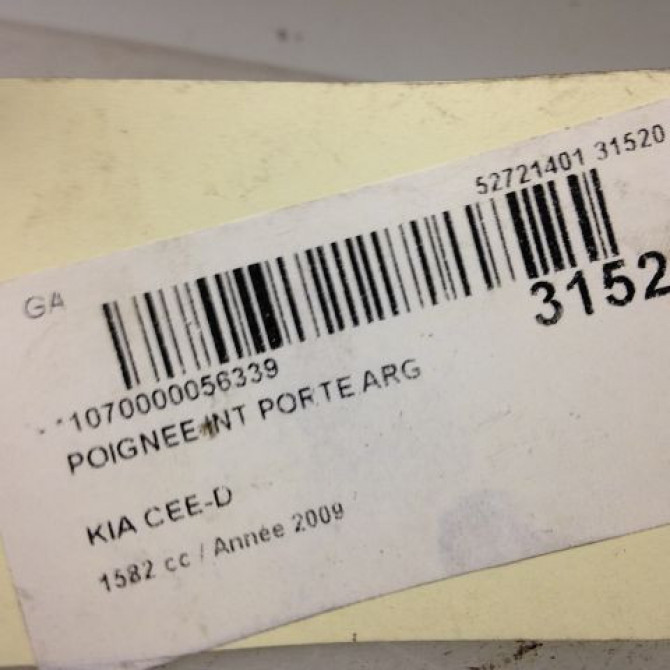 52721401 31520
GA
3152
**1070000056339
POIGNEE INT PORTE ARG
KIA CEE-D
1582 cc / Année 2009